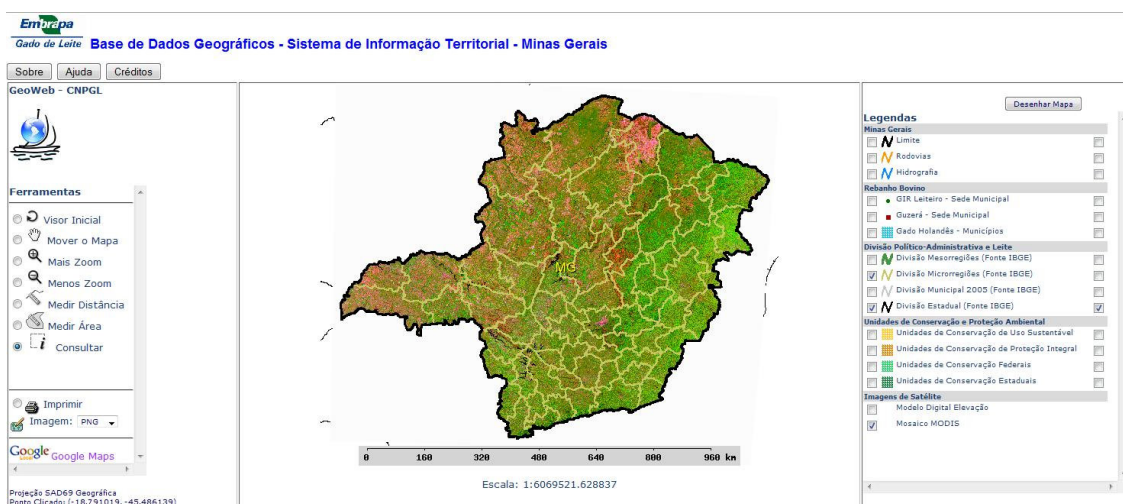 Embrapa
Gado de Leite
Base de Dados Geográficos - Sistema de Informação Territorial - Minas Gerais
Sobre
Ajuda
Créditos
GeoWeb - CNPGL
Ferramentas
Visor Inicial
Mover o Mapa
Mais Zoom
Menos Zoom
Medir Distância
Medir Área
Consultar
Imprimir
Imagem: PNG
Google Google Maps
Projeção SAD69 Geográfica
Ponto Clicado: (-18.791019, -45.486139)
MG
0 160 320 480 640 800 960 km
Escala: 1:6069521.628837
Desenhar Mapa
Legendas
Minas Gerais
Limite
Rodovias
Hidrografia
Rebanho Bovino
GIR Leiteiro - Sede Municipal
Guzerá - Sede Municipal
Gado Holandês - Municípios
Divisão Político-Administrativa e Leite
Divisão Mesorregiões (Fonte IBGE)
Divisão Microrregiões (Fonte IBGE)
Divisão Municipal 2005 (Fonte IBGE)
Divisão Estadual (Fonte IBGE)
Unidades de Conservação e Proteção Ambiental
Unidades de Conservação de Uso Sustentável
Unidades de Conservação de Proteção Integral
Unidades de Conservação Federais
Unidades de Conservação Estaduais
Imagens de Satélite
Modelo Digital Elevação
Mosaico MODIS